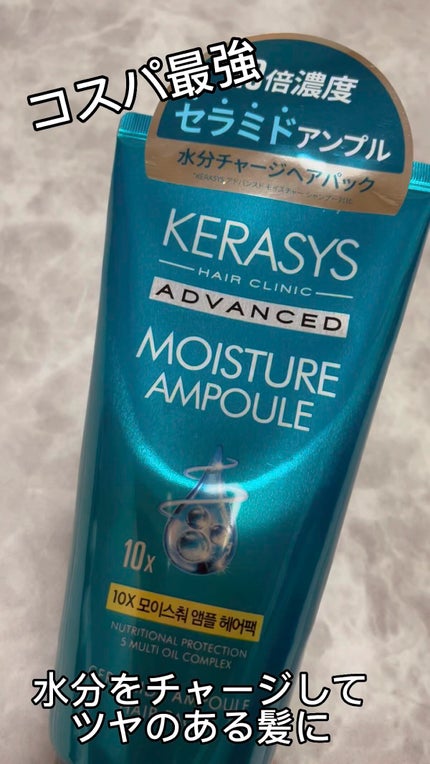 コスパ最強
倍濃度
セラミドアンプル
水分チャージヘアパック
KERASYS
HAIR CLINIC
ADVANCED
MOISTURE
AMPOULE
10X
10X 모이스춰 앰플 헤어팩
NUTRITIONAL PROTECTION
5 MULTI OIL COMPLEX
AMPOULE
水分をチャージして
ツヤのある髪に